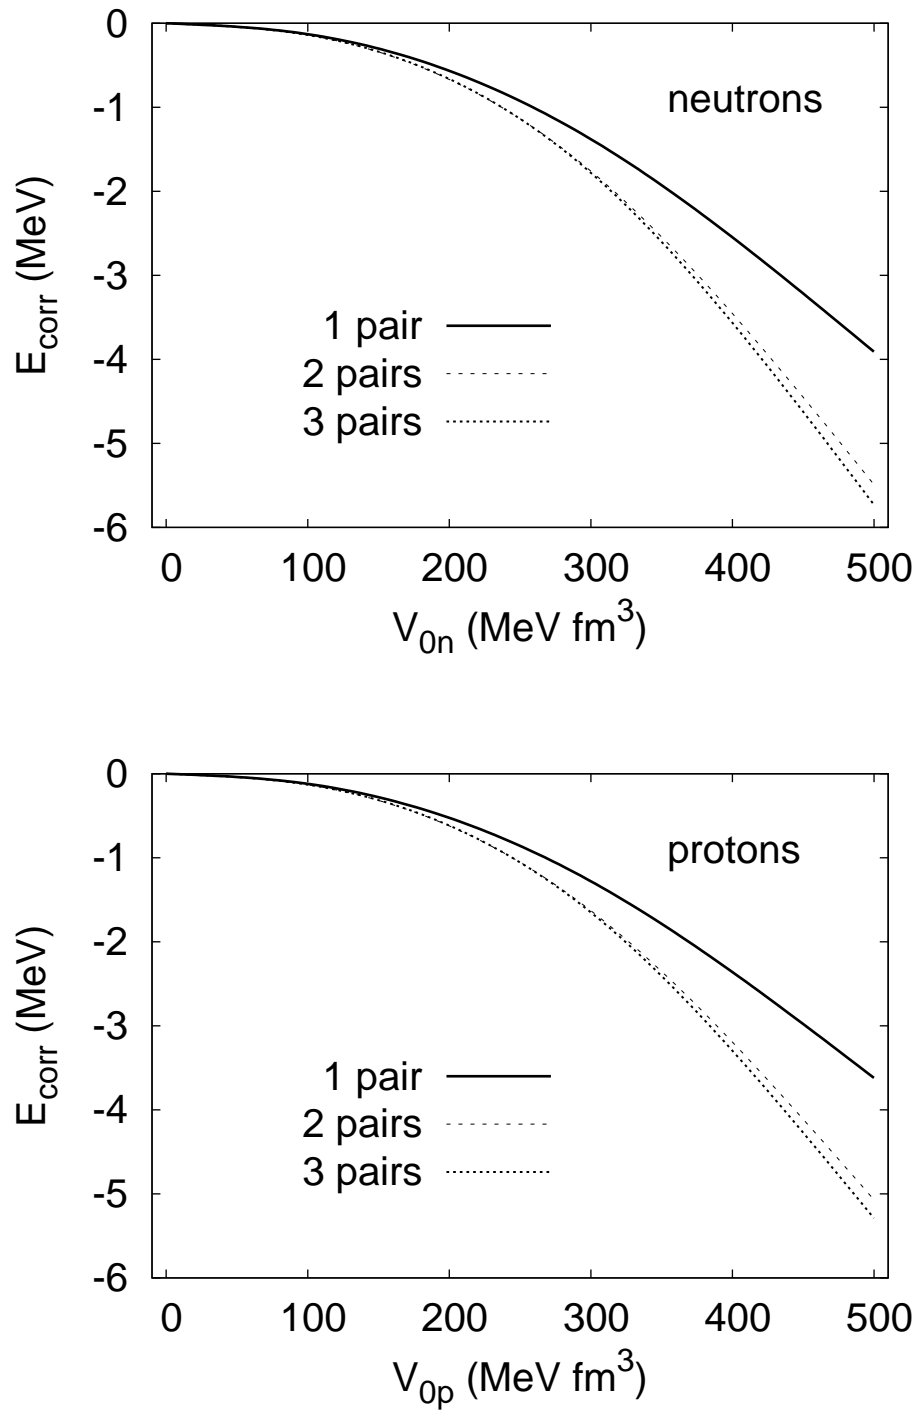 0
-1
-2
-3
-4
-5
-6
E_corr (MeV)
neutrons
1 pair
2 pairs
3 pairs
0 100 200 300 400 500
V_0n (MeV fm^3)
0
-1
-2
-3
-4
-5
-6
E_corr (MeV)
protons
1 pair
2 pairs
3 pairs
0 100 200 300 400 500
V_0p (MeV fm^3)